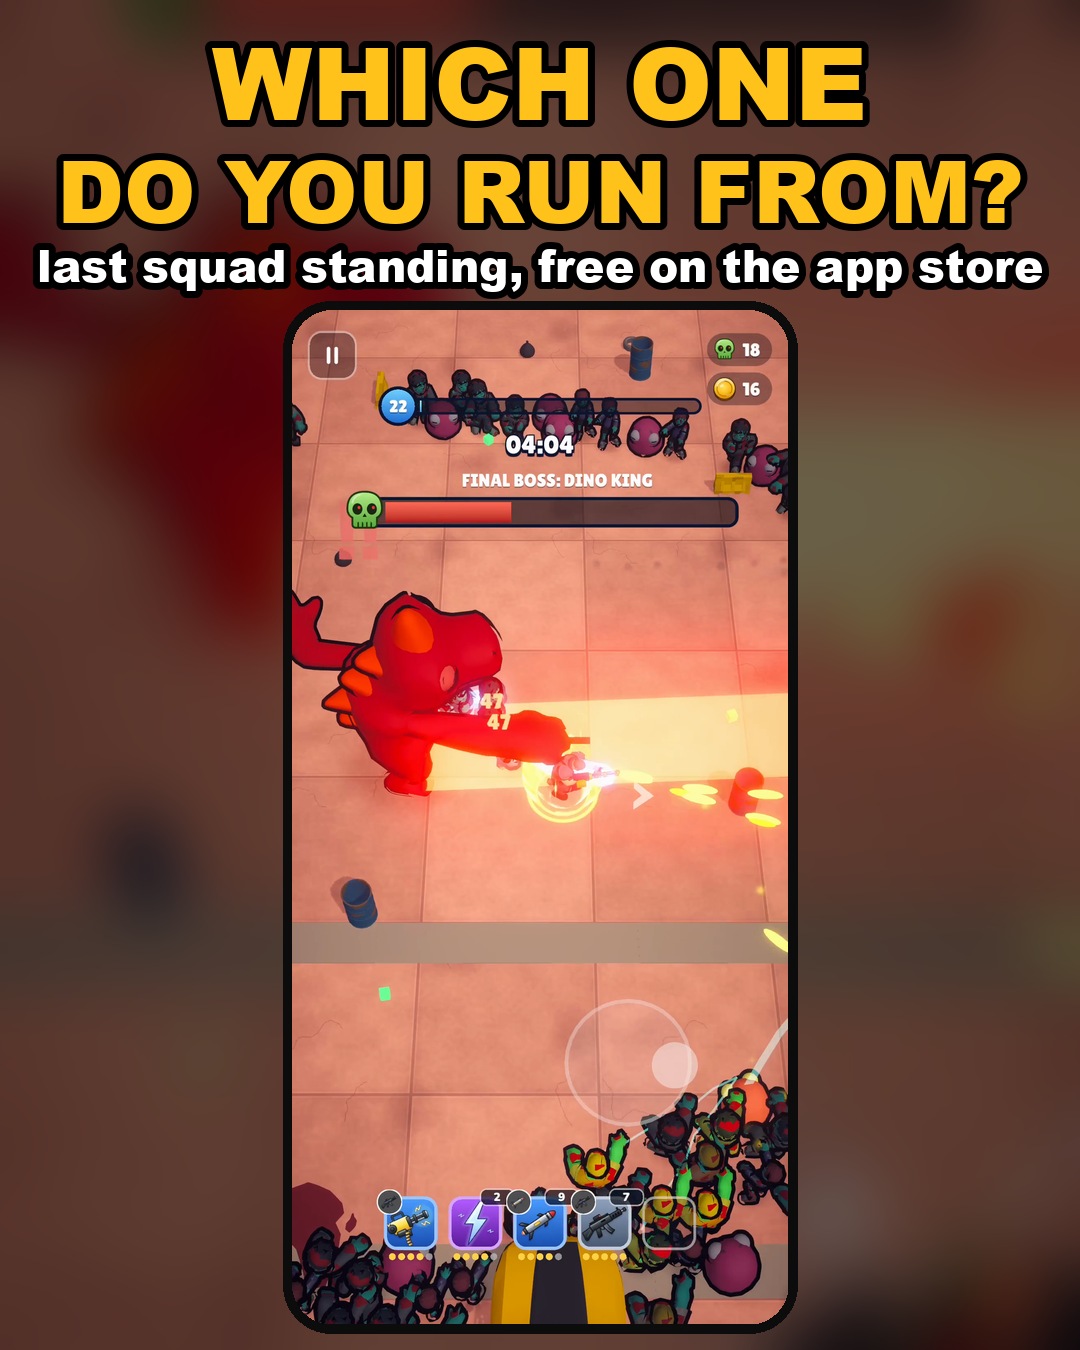 WHICH ONE
DO YOU RUN FROM?
last squad standing, free on the app store
18
16
22
04:04
FINAL BOSS: DINO KING
47
47
2
9
7